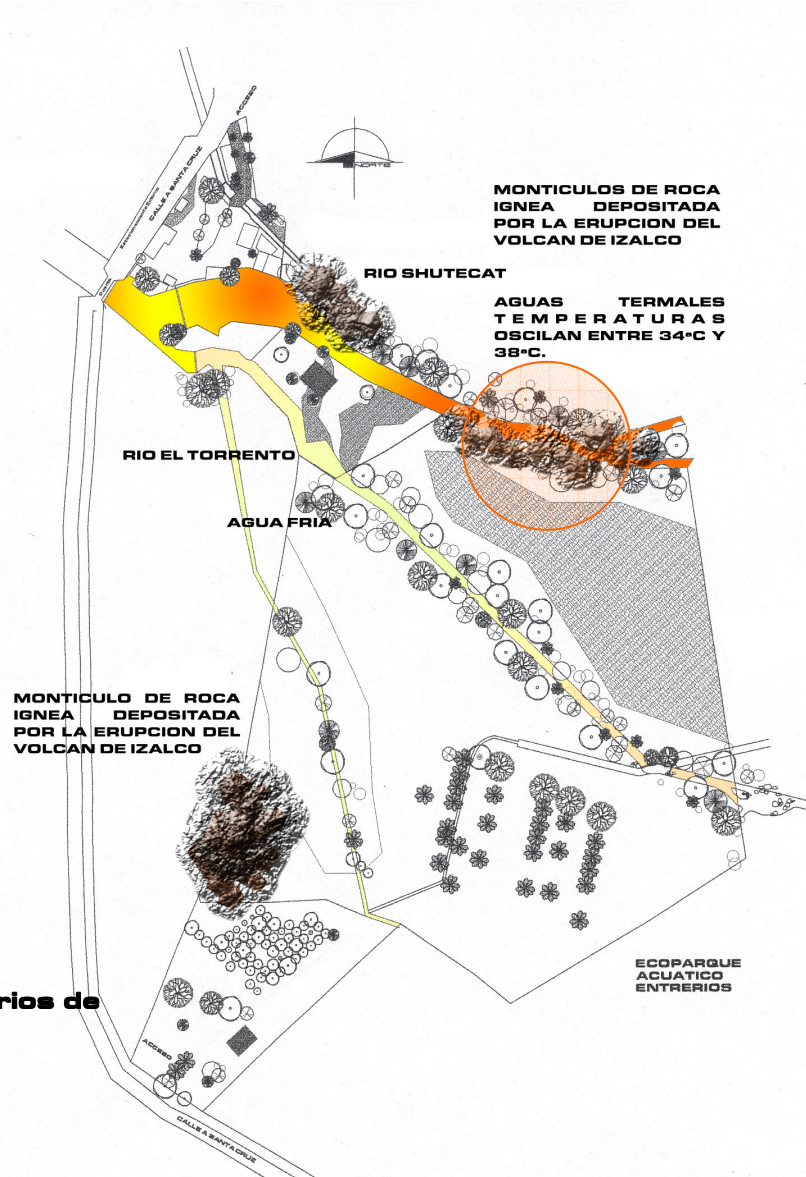 ACCESO
CALLE A SANTA CRUZ
NORTE
MONTICULOS DE ROCA
IGNEA DEPOSITADA
POR LA ERUPCION DEL
VOLCAN DE IZALCO
RIO SHUTECAT
AGUAS TERMALES
TEMPERATURAS
OSCILAN ENTRE 34ªC Y
38ªC.
RIO EL TORRENTO
AGUA FRIA
MONTICULO DE ROCA
IGNEA DEPOSITADA
POR LA ERUPCION DEL
VOLCAN DE IZALCO
ECOPARQUE
ACUATICO
ENTRERIOS
rios de
ACCESO
CALLE A SANTA CRUZ